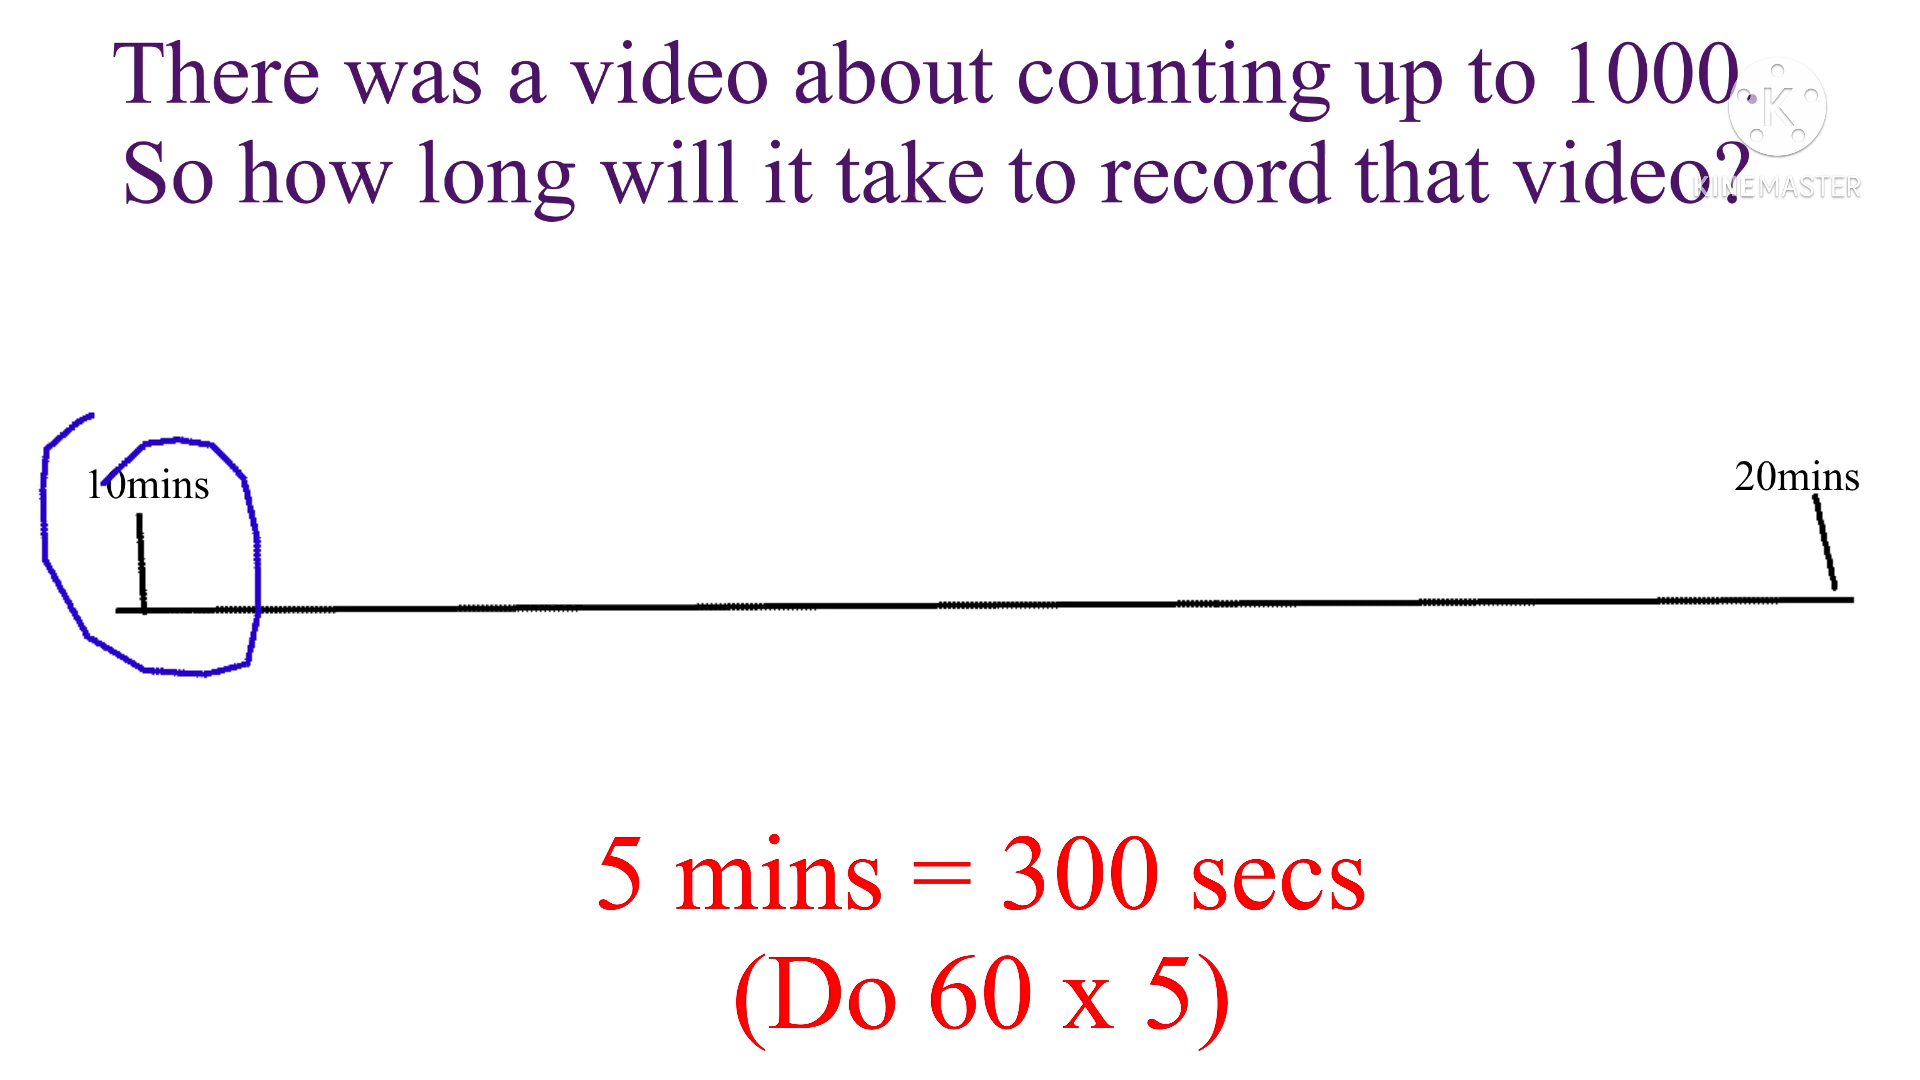 There was a video about counting up to 1000.
So how long will it take to record that video?
K
KINEMASTER
10mins
20mins
5 mins = 300 secs
(Do 60 x 5)